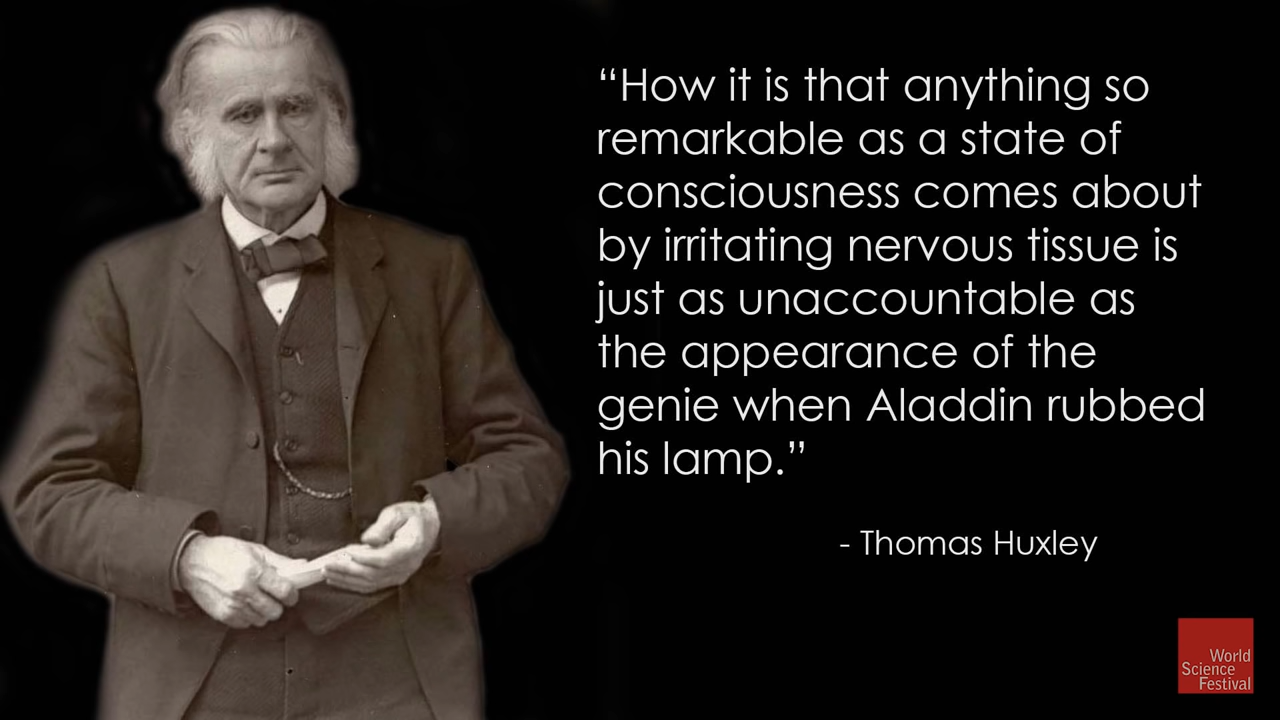 “How it is that anything so
remarkable as a state of
consciousness comes about
by irritating nervous tissue is
just as unaccountable as
the appearance of the
genie when Aladdin rubbed
his lamp.”
- Thomas Huxley
World
Science
Festival